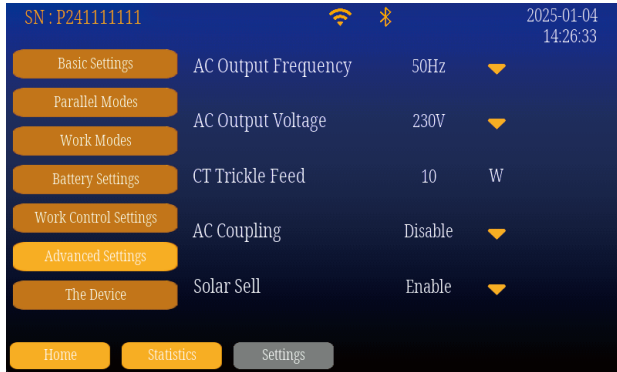 SN : P241111111
2025-01-04
14:26:33
Basic Settings
Parallel Modes
Work Modes
Battery Settings
Work Control Settings
Advanced Settings
The Device
AC Output Frequency 50Hz
AC Output Voltage 230V
CT Trickle Feed 10 W
AC Coupling Disable
Solar Sell Enable
Home Statistics Settings